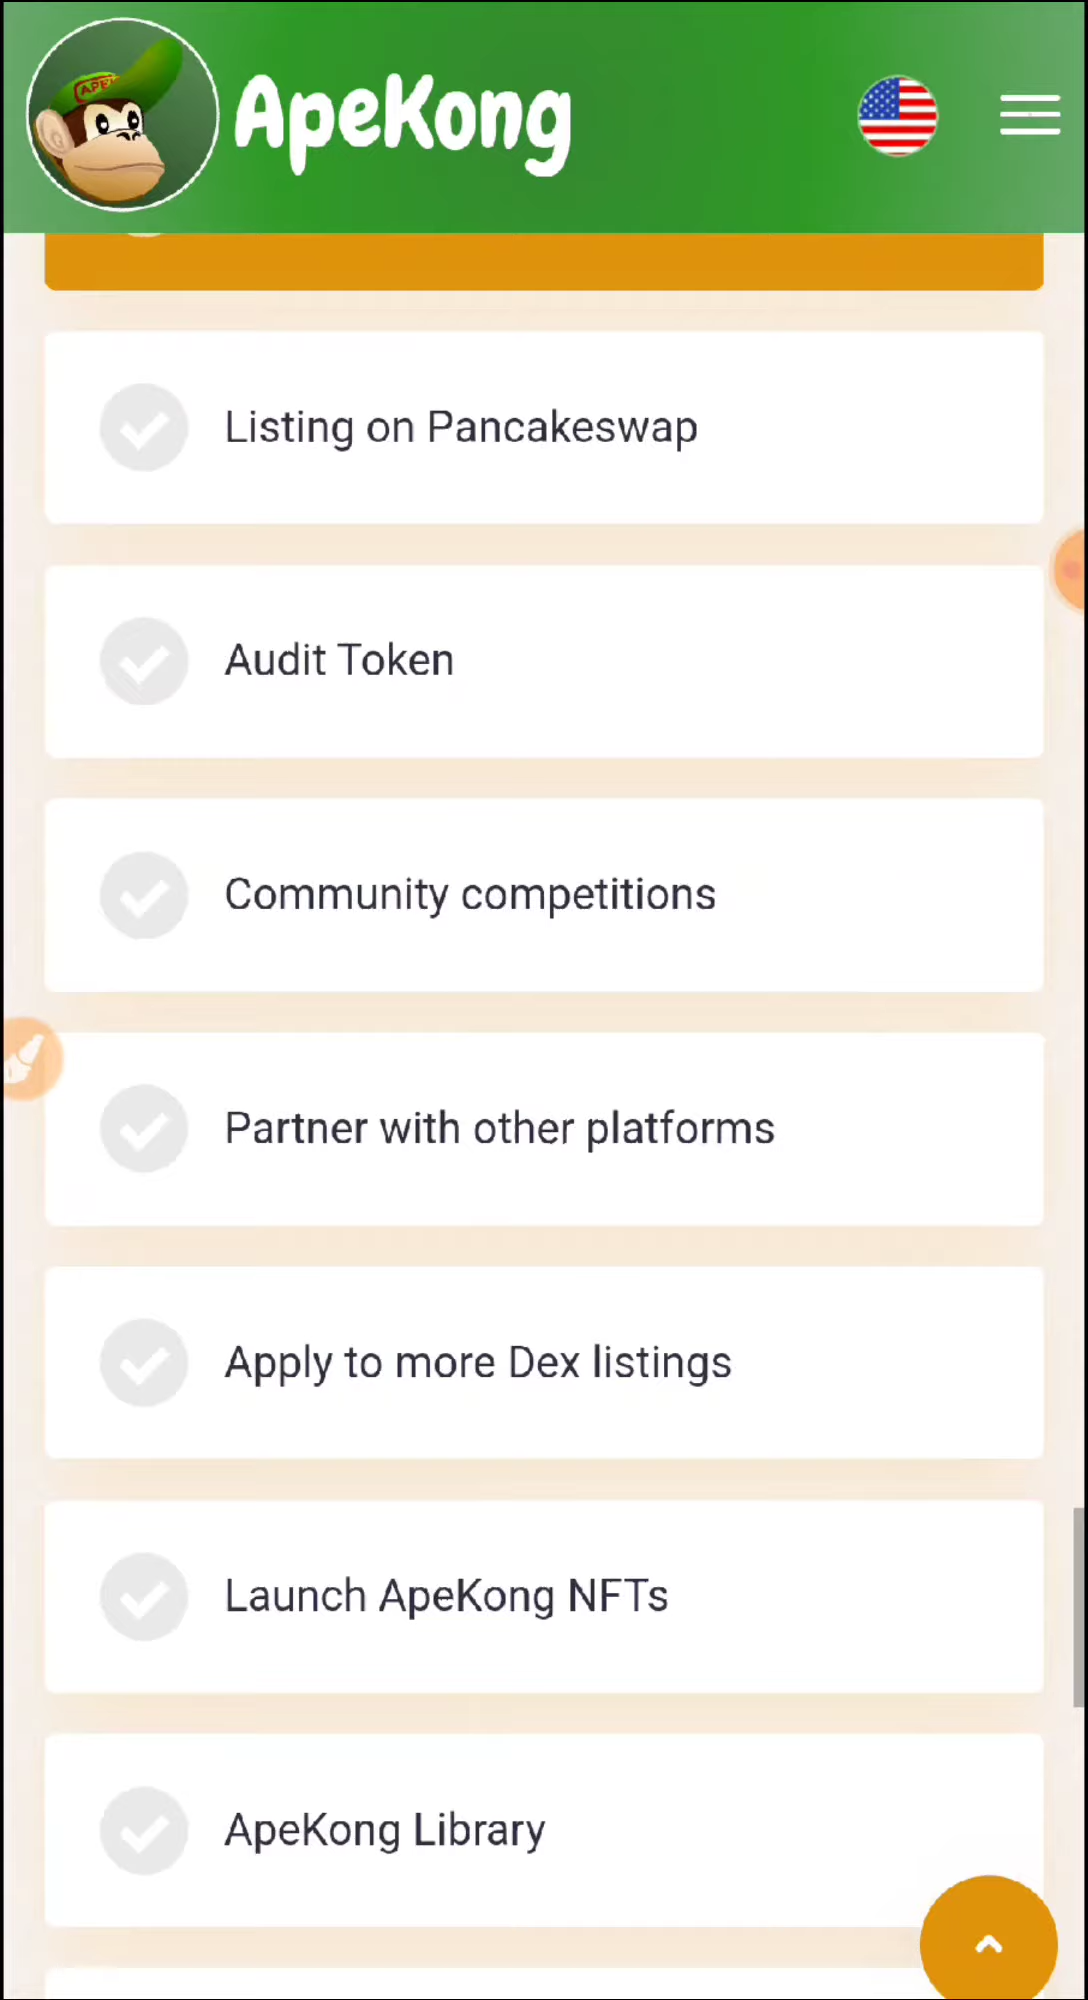 APE
ApeKong
Listing on Pancakeswap
Audit Token
Community competitions
Partner with other platforms
Apply to more Dex listings
Launch ApeKong NFTs
ApeKong Library